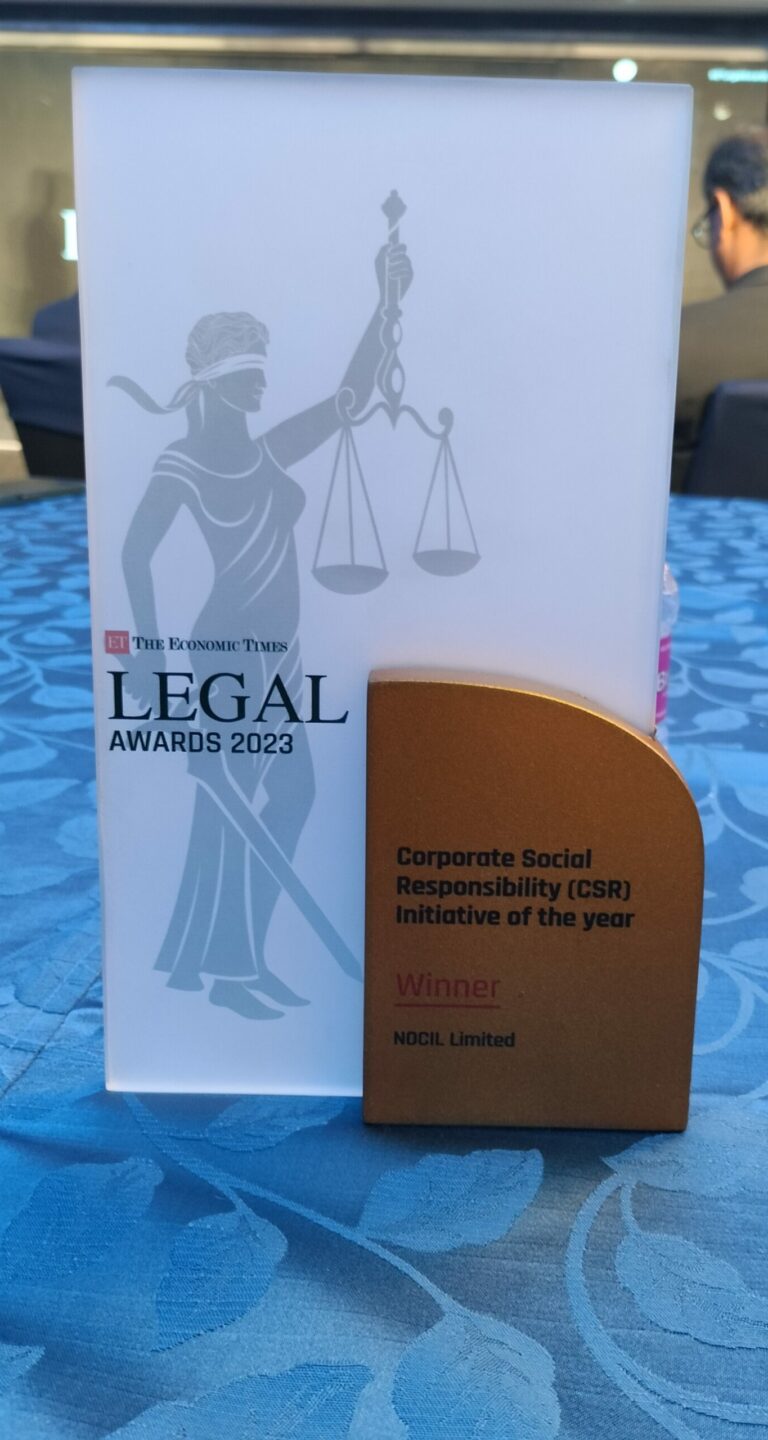 ET THE ECONOMIC TIMES
LEGAL
AWARDS 2023
Corporate Social
Responsibility (CSR)
Initiative of the year
Winner
NOCIL Limited